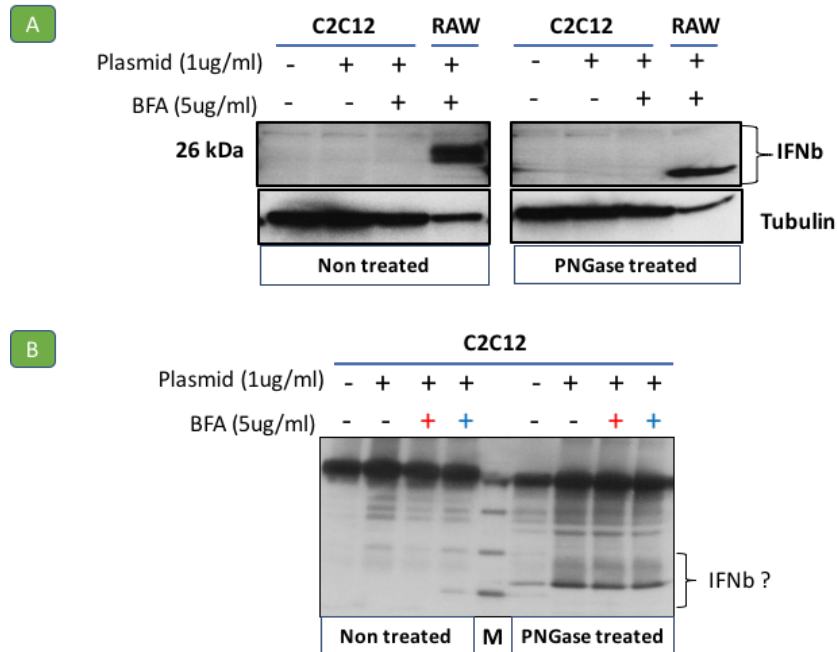 A
C2C12 RAW C2C12 RAW
Plasmid (1ug/ml) - + + + - + + +
BFA (5ug/ml) - - + + - - + +
26 kDa IFNb
Tubulin
Non treated PNGase treated
B
C2C12
Plasmid (1ug/ml) - + + + - + + +
BFA (5ug/ml) - - + + - - + +
IFNb ?
Non treated M PNGase treated